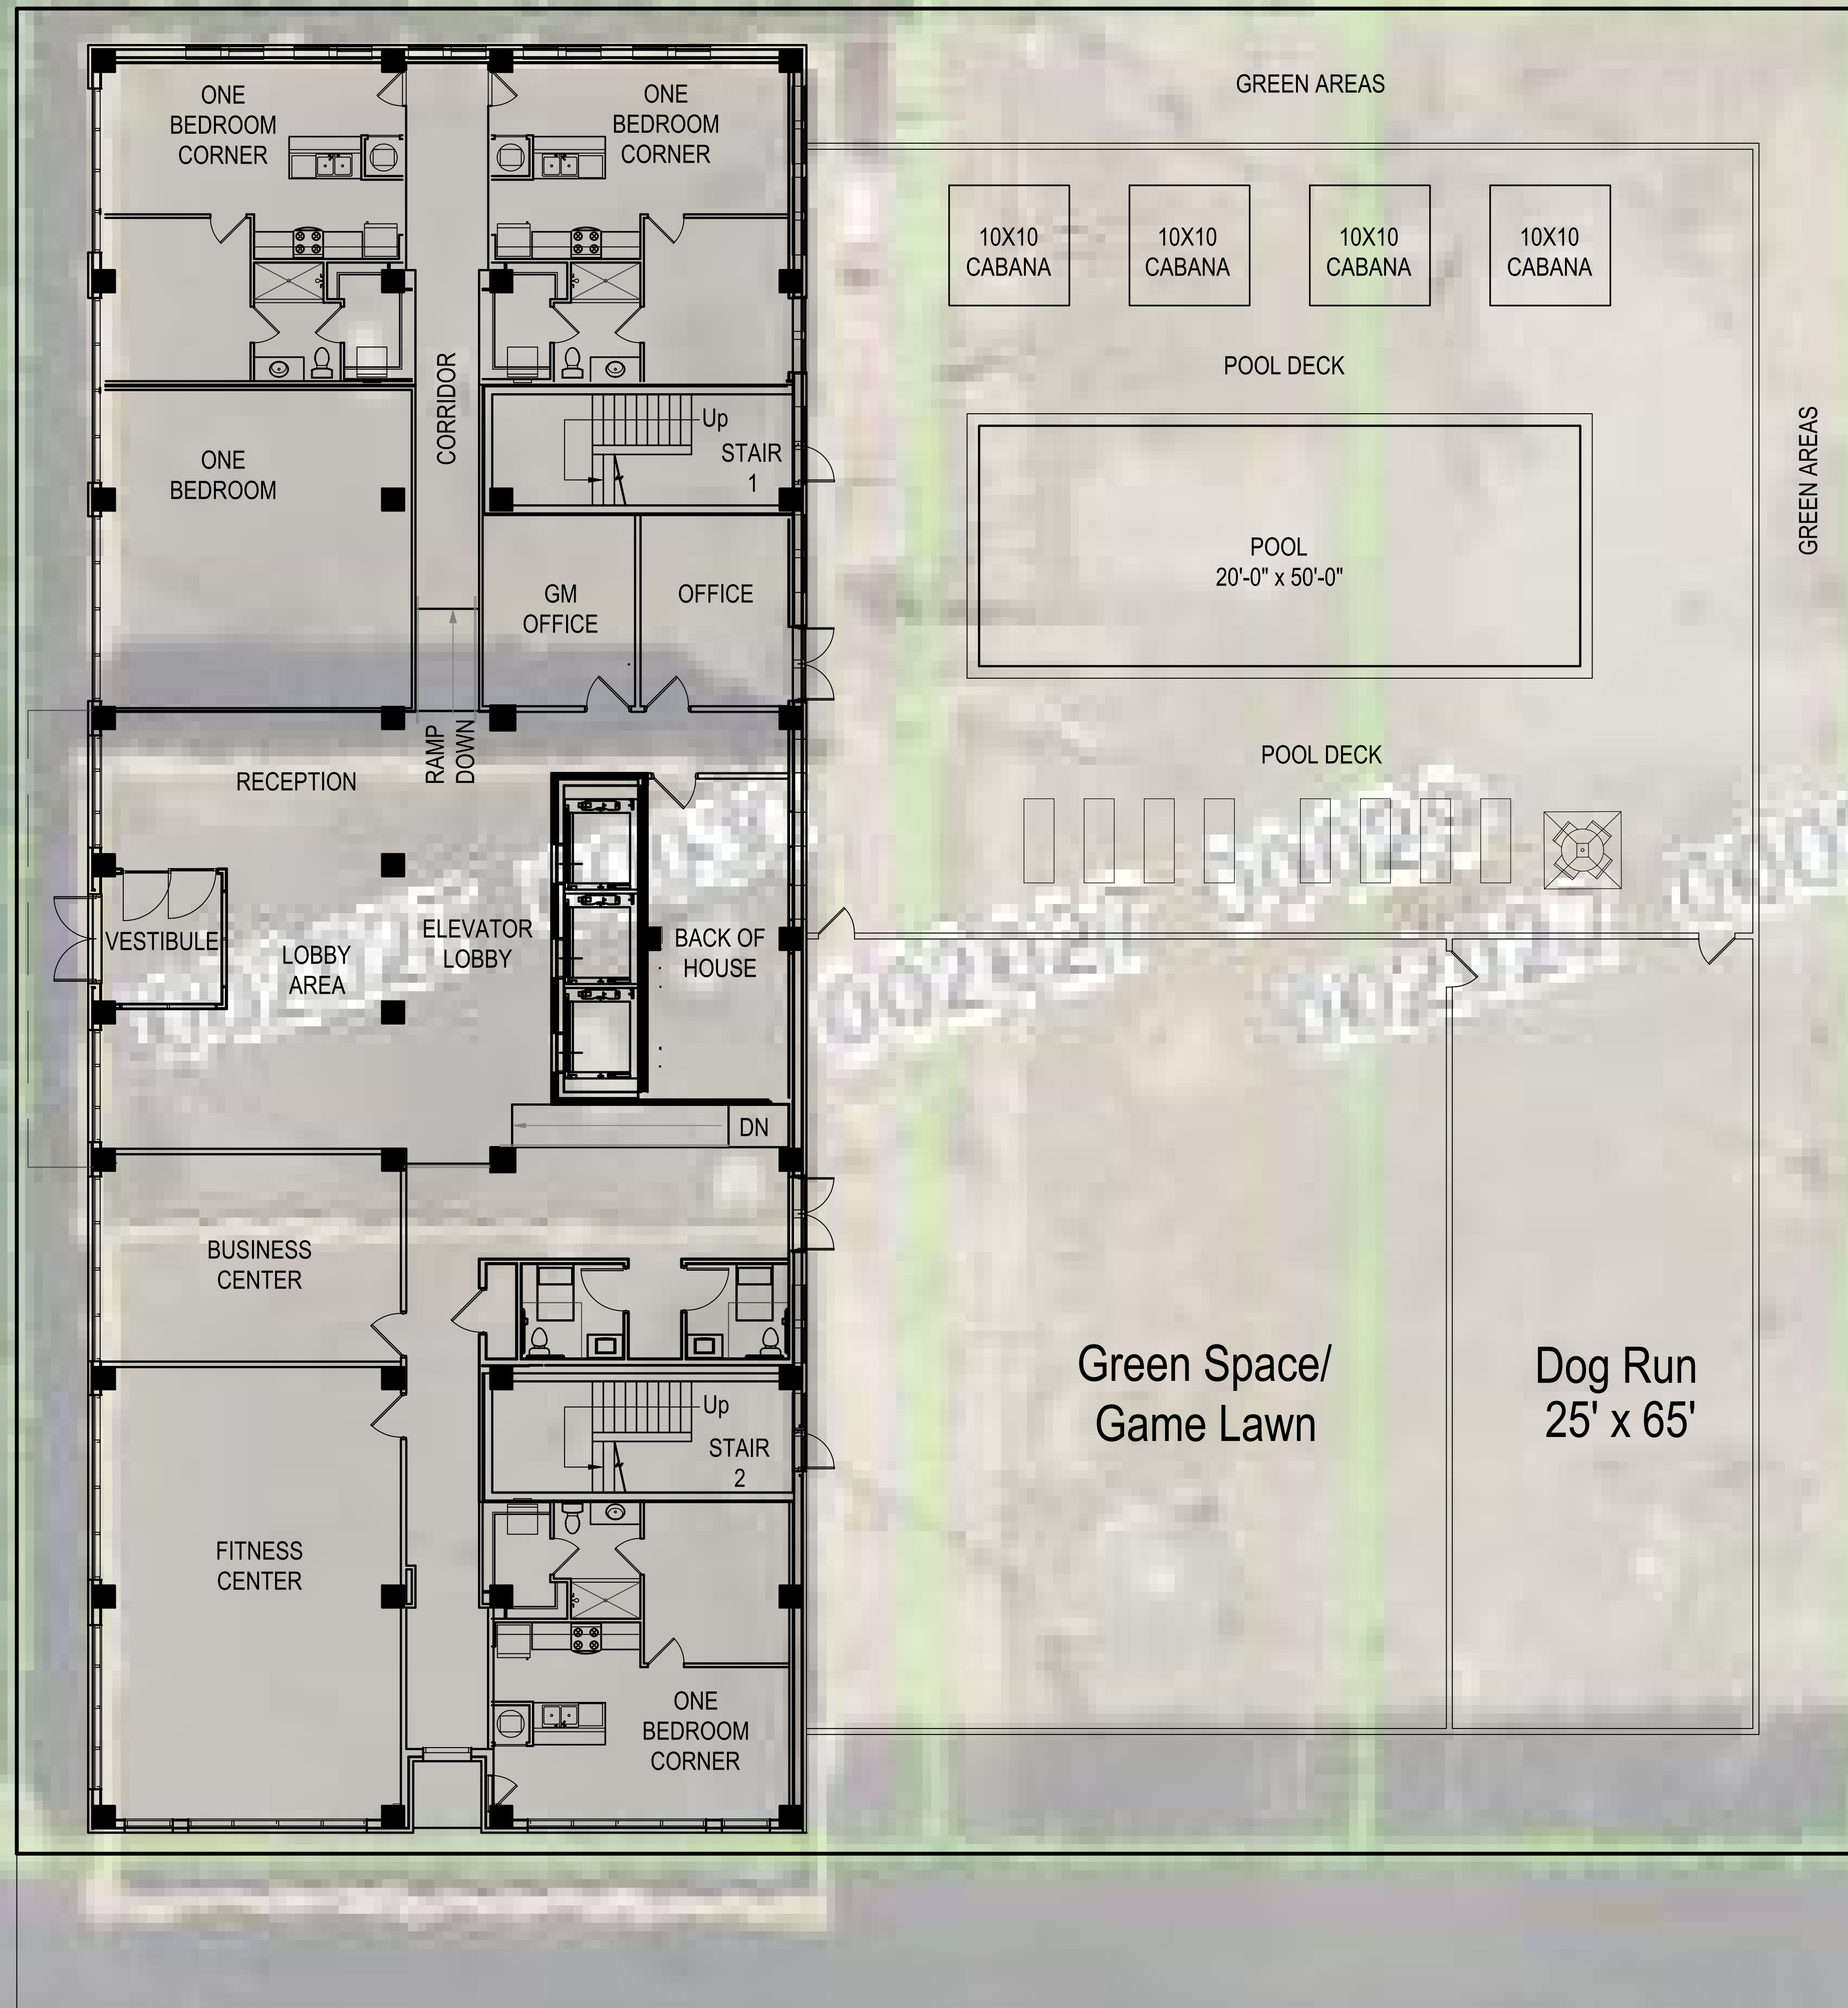 ONE
BEDROOM
CORNER
ONE
BEDROOM
CORNER
GREEN AREAS
10X10
CABANA
10X10
CABANA
10X10
CABANA
10X10
CABANA
POOL DECK
CORRIDOR
Up
STAIR
1
ONE
BEDROOM
GREEN AREAS
POOL
20'-0" x 50'-0"
GM
OFFICE
OFFICE
RAMP
DOWN
POOL DECK
RECEPTION
VESTIBULE
LOBBY
AREA
ELEVATOR
LOBBY
BACK OF
HOUSE
DN
BUSINESS
CENTER
Green Space/
Game Lawn
Dog Run
25' x 65'
Up
STAIR
2
FITNESS
CENTER
ONE
BEDROOM
CORNER